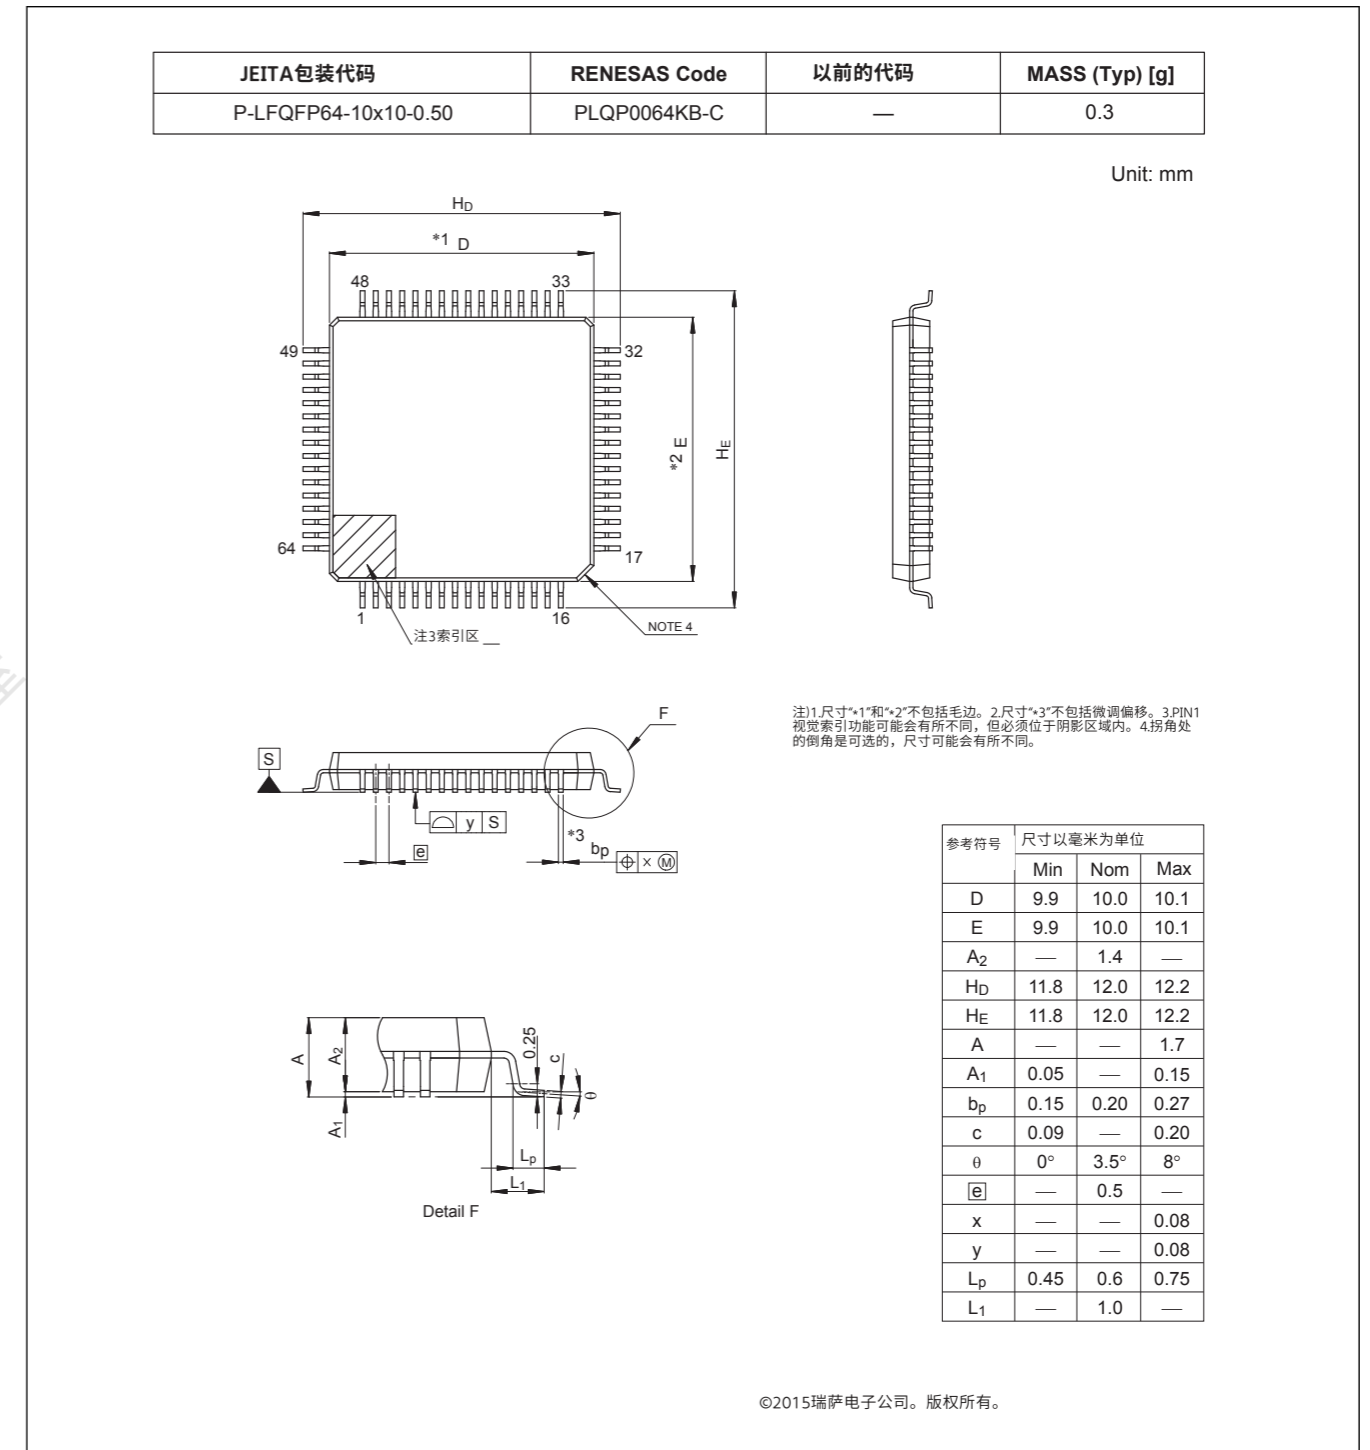 JEITA包装代码 RENESAS Code 以前的代码 MASS (Typ) [g]
P-LFQFP64-10x10-0.50 PLQP0064KB-C — 0.3
Unit: mm
HD
*1 D
48 33
49 32
*2 E
HE
64 17
1 16
注3索引区
NOTE 4
F
注)1.尺寸“*1”和“*2”不包括毛边。2.尺寸“*3”不包括微调偏移。3.PIN1
视觉索引功能可能会有所不同，但必须位于阴影区域内。4.拐角处
的倒角是可选的，尺寸可能会有所不同。
S
y S
e
*3
bp
× M
参考符号 尺寸以毫米为单位
Min Nom Max
D 9.9 10.0 10.1
E 9.9 10.0 10.1
A2 — 1.4 —
HD 11.8 12.0 12.2
HE 11.8 12.0 12.2
A — — 1.7
A1 0.05 — 0.15
bp 0.15 0.20 0.27
c 0.09 — 0.20
θ 0° 3.5° 8°
e — 0.5 —
x — — 0.08
y — — 0.08
Lp 0.45 0.6 0.75
L1 — 1.0 —
A
A2
A1
0.25
c
θ
Lp
L1
Detail F
©2015瑞萨电子公司。版权所有。